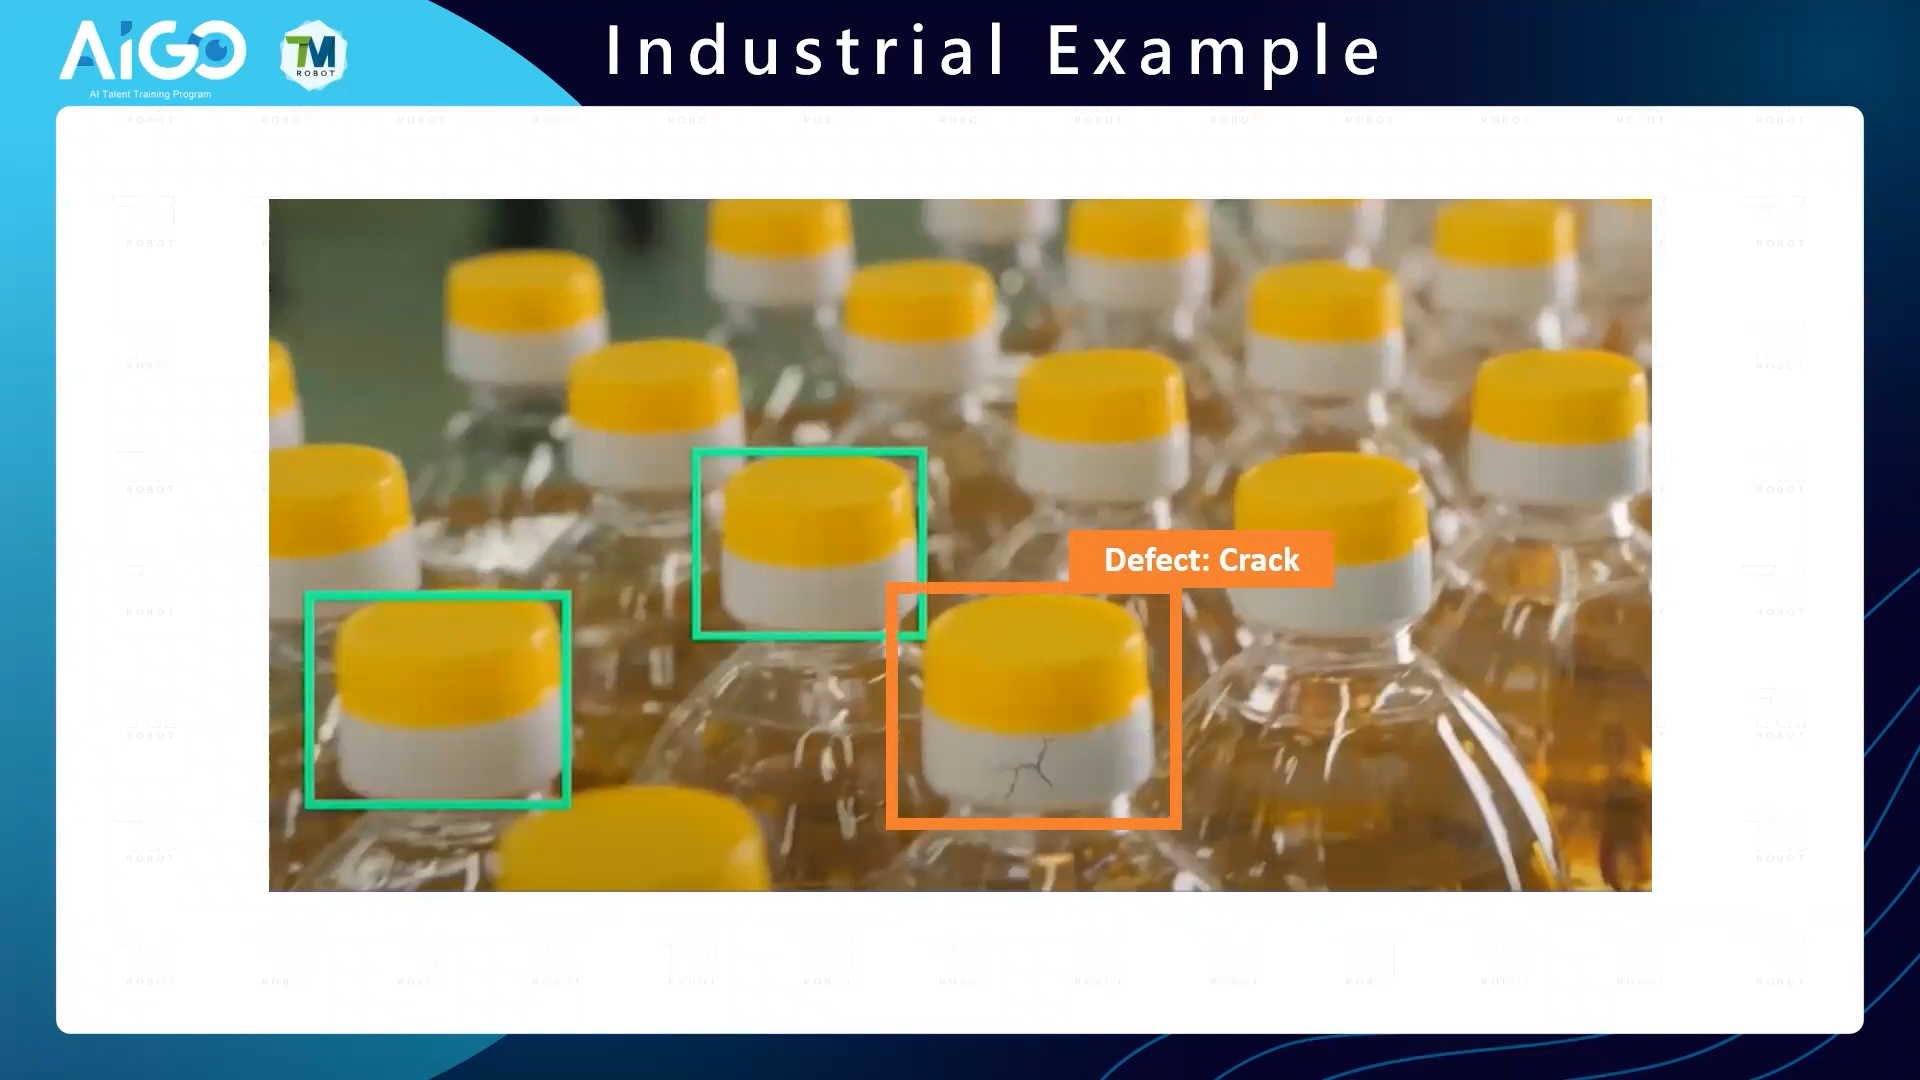 AiGO
AI Talent Training Program
TM
ROBOT
Industrial Example
Defect: Crack